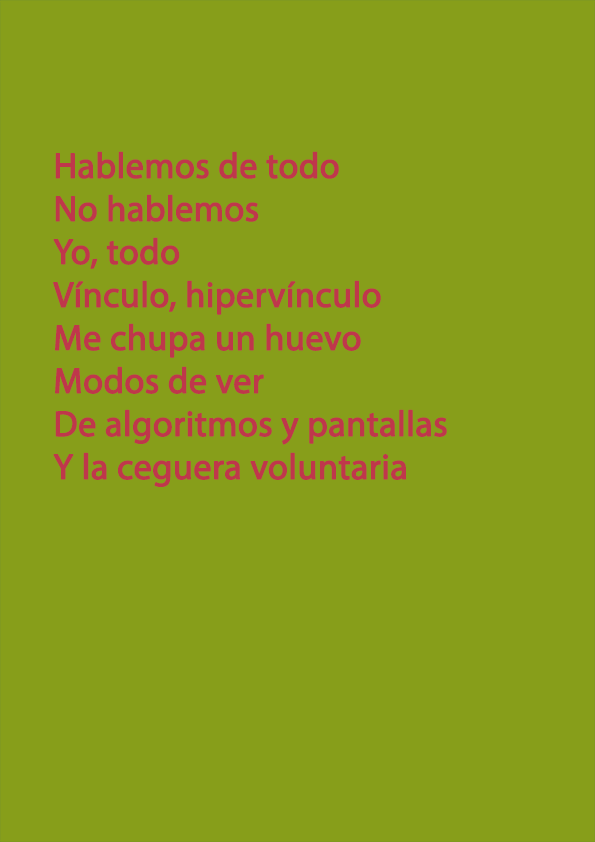 Hablemos de todo
No hablemos
Yo, todo
Vínculo, hipervínculo
Me chupa un huevo
Modos de ver
De algoritmos y pantallas
Y la ceguera voluntaria